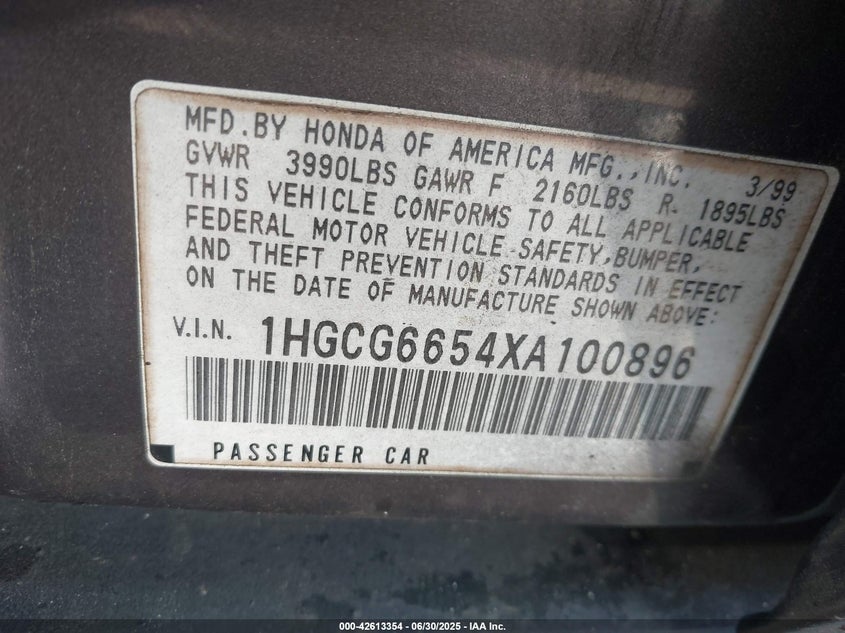 MFD.BY HONDA OF AMERICA MFG.,INC. 3/99
GVWR 3990LBS GAWR F 2160LBS R. 1895LBS
THIS VEHICLE CONFORMS TO ALL APPLICABLE
FEDERAL MOTOR VEHICLE SAFETY,BUMPER,
AND THEFT PREVENTION STANDARDS IN EFFECT
ON THE DATE OF MANUFACTURE SHOWN ABOVE:
V.I.N. 1HGCG6654XA100896
PASSENGER CAR
000-42613354 - 06/30/2025 - IAA Inc.